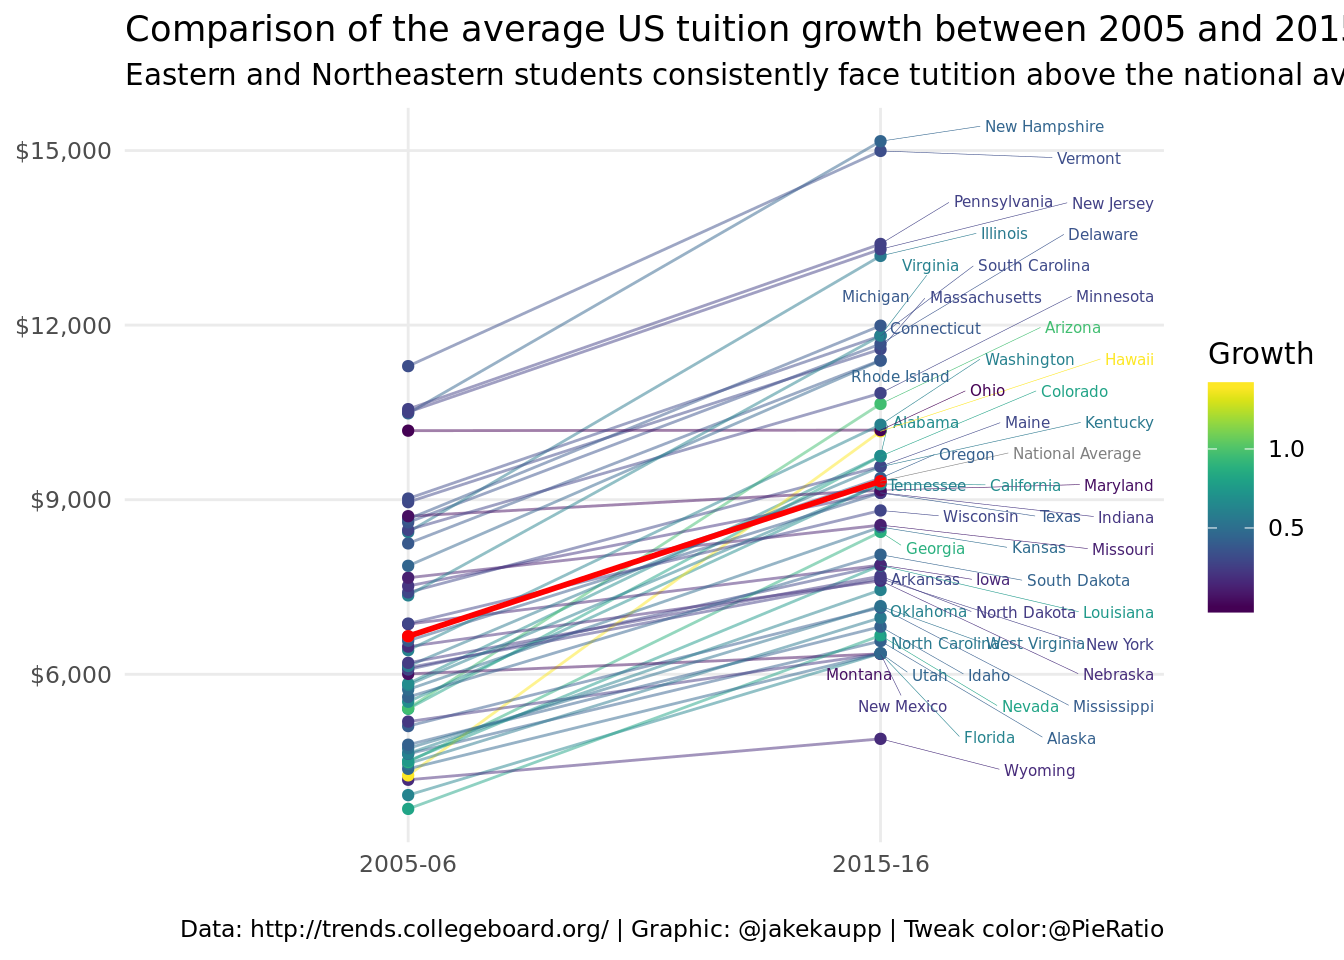 Comparison of the average US tuition growth between 2005 and 2015
Eastern and Northeastern students consistently face tutition above the national av
$15,000
$12,000
$9,000
$6,000
New Hampshire
Vermont
Pennsylvania
New Jersey
Illinois
Delaware
Virginia
South Carolina
Michigan
Massachusetts
Minnesota
Connecticut
Arizona
Washington
Hawaii
Rhode Island
Ohio
Colorado
Alabama
Maine
Kentucky
Oregon
National Average
Tennessee
California
Maryland
Wisconsin
Texas
Indiana
Georgia
Kansas
Missouri
Arkansas
Iowa
South Dakota
Oklahoma
North Dakota
Louisiana
North Carolina
West Virginia
New York
Montana
Utah
Idaho
Nebraska
New Mexico
Nevada
Mississippi
Florida
Alaska
Wyoming
Growth
1.0
0.5
2005-06
2015-16
Data: http://trends.collegeboard.org/ | Graphic: @jakekaupp | Tweak color:@PieRatio